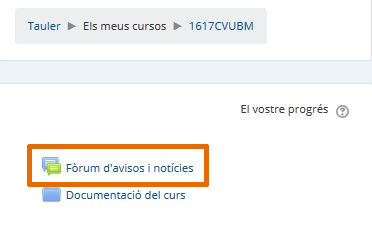 Tauler ► Els meus cursos ► 1617CVUBM
El vostre progrés
Fòrum d'avisos i notícies
Documentació del curs